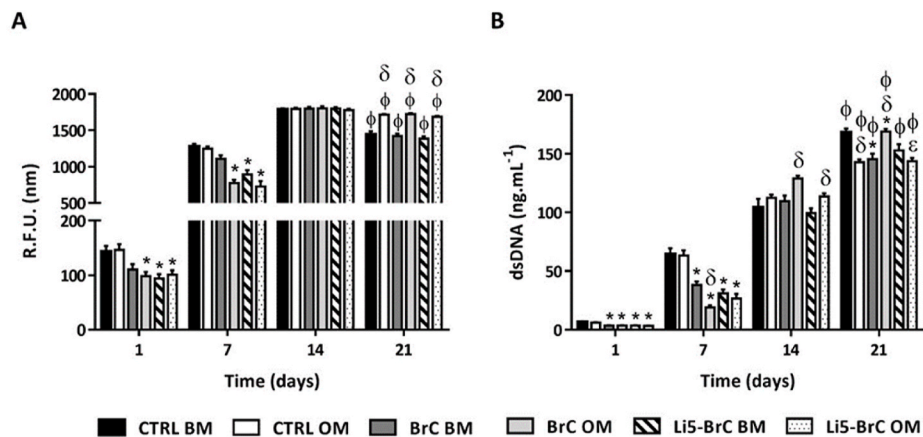 A
R.F.U. (nm)
2000
1500
1000
500
200
100
0
* * *
* * *
ϕ δ ϕ ϕ δ ϕ ϕ δ ϕ
1 7 14 21
Time (days)
B
dsDNA (ng.mL⁻¹)
200
150
100
50
0
* * * *
* δ * * *
δ δ
ϕ ϕ δ ϕ * ϕ δ * ϕ ϕ ε
1 7 14 21
Time (days)
CTRL BM CTRL OM BrC BM BrC OM Li5-BrC BM Li5-BrC OM